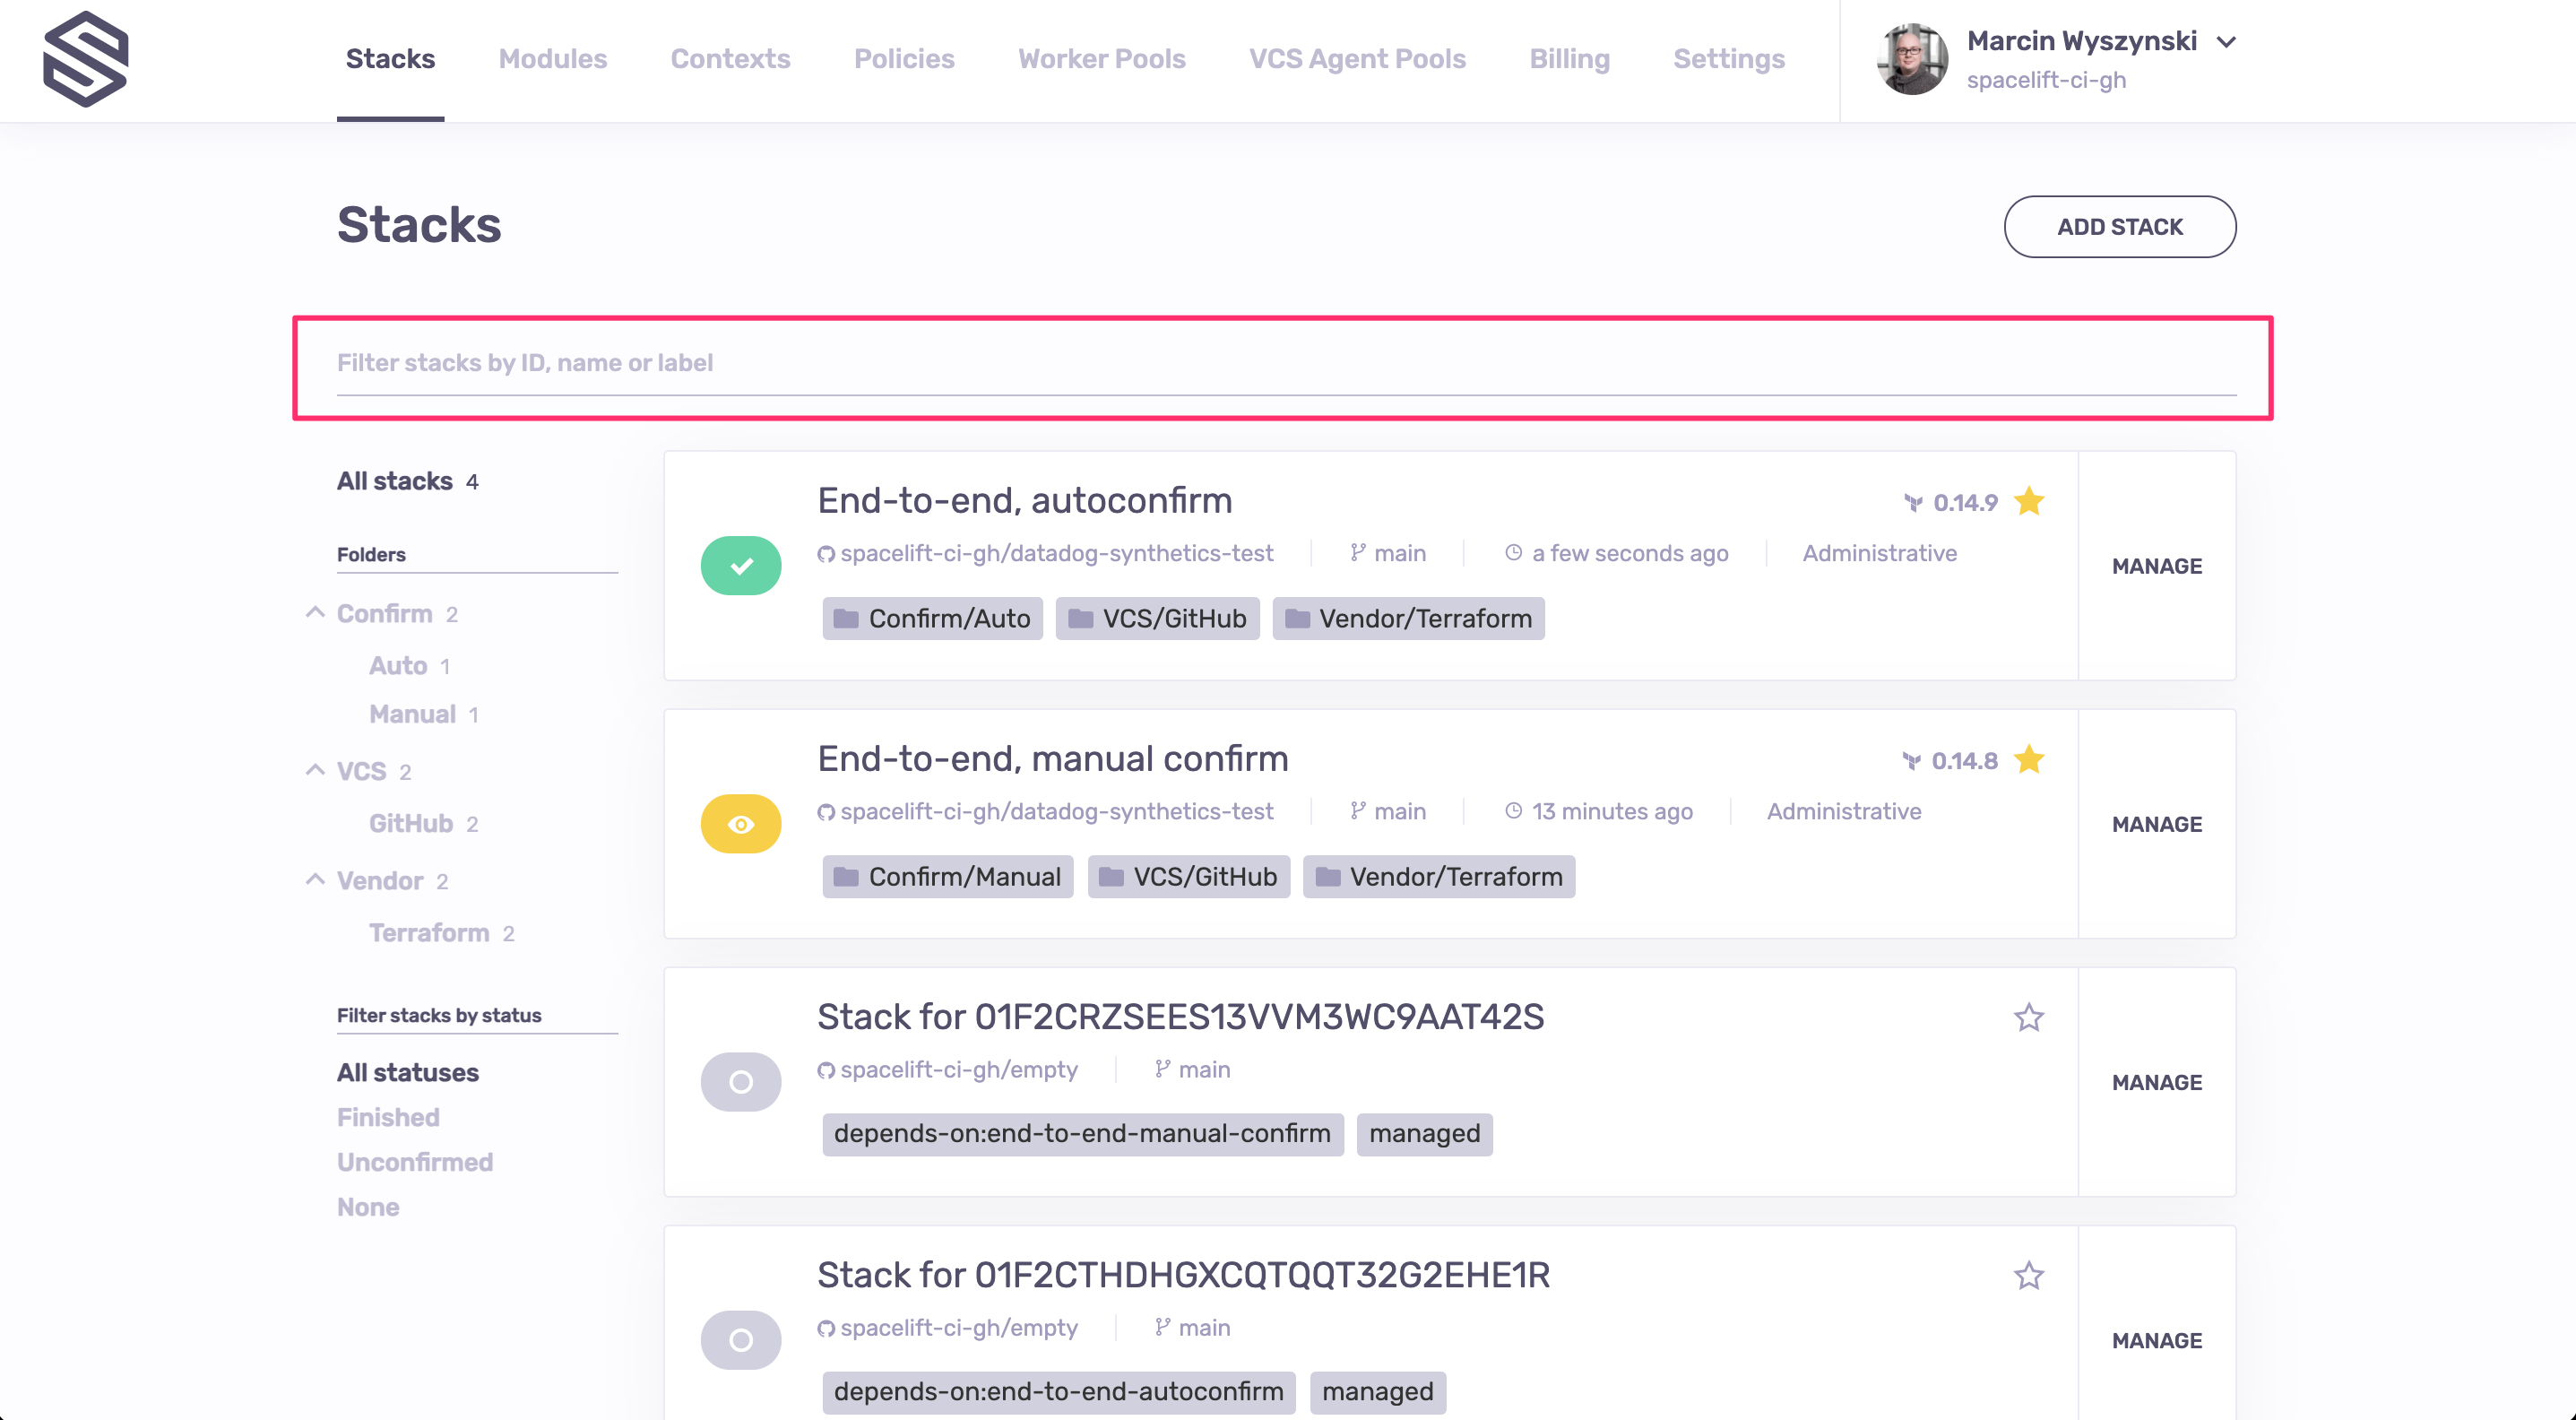 Stacks Modules Contexts Policies Worker Pools VCS Agent Pools Billing Settings
Marcin Wyszynski
spacelift-ci-gh
Stacks
ADD STACK
Filter stacks by ID, name or label
All stacks 4
Folders
Confirm 2
Auto 1
Manual 1
VCS 2
GitHub 2
Vendor 2
Terraform 2
Filter stacks by status
All statuses
Finished
Unconfirmed
None
End-to-end, autoconfirm
0.14.9
spacelift-ci-gh/datadog-synthetics-test main a few seconds ago Administrative
Confirm/Auto VCS/GitHub Vendor/Terraform
MANAGE
End-to-end, manual confirm
0.14.8
spacelift-ci-gh/datadog-synthetics-test main 13 minutes ago Administrative
Confirm/Manual VCS/GitHub Vendor/Terraform
MANAGE
Stack for 01F2CRZSEES13VVM3WC9AAT42S
spacelift-ci-gh/empty main
depends-on:end-to-end-manual-confirm managed
MANAGE
Stack for 01F2CTHDHGXCQTQQT32G2EHE1R
spacelift-ci-gh/empty main
depends-on:end-to-end-autoconfirm managed
MANAGE